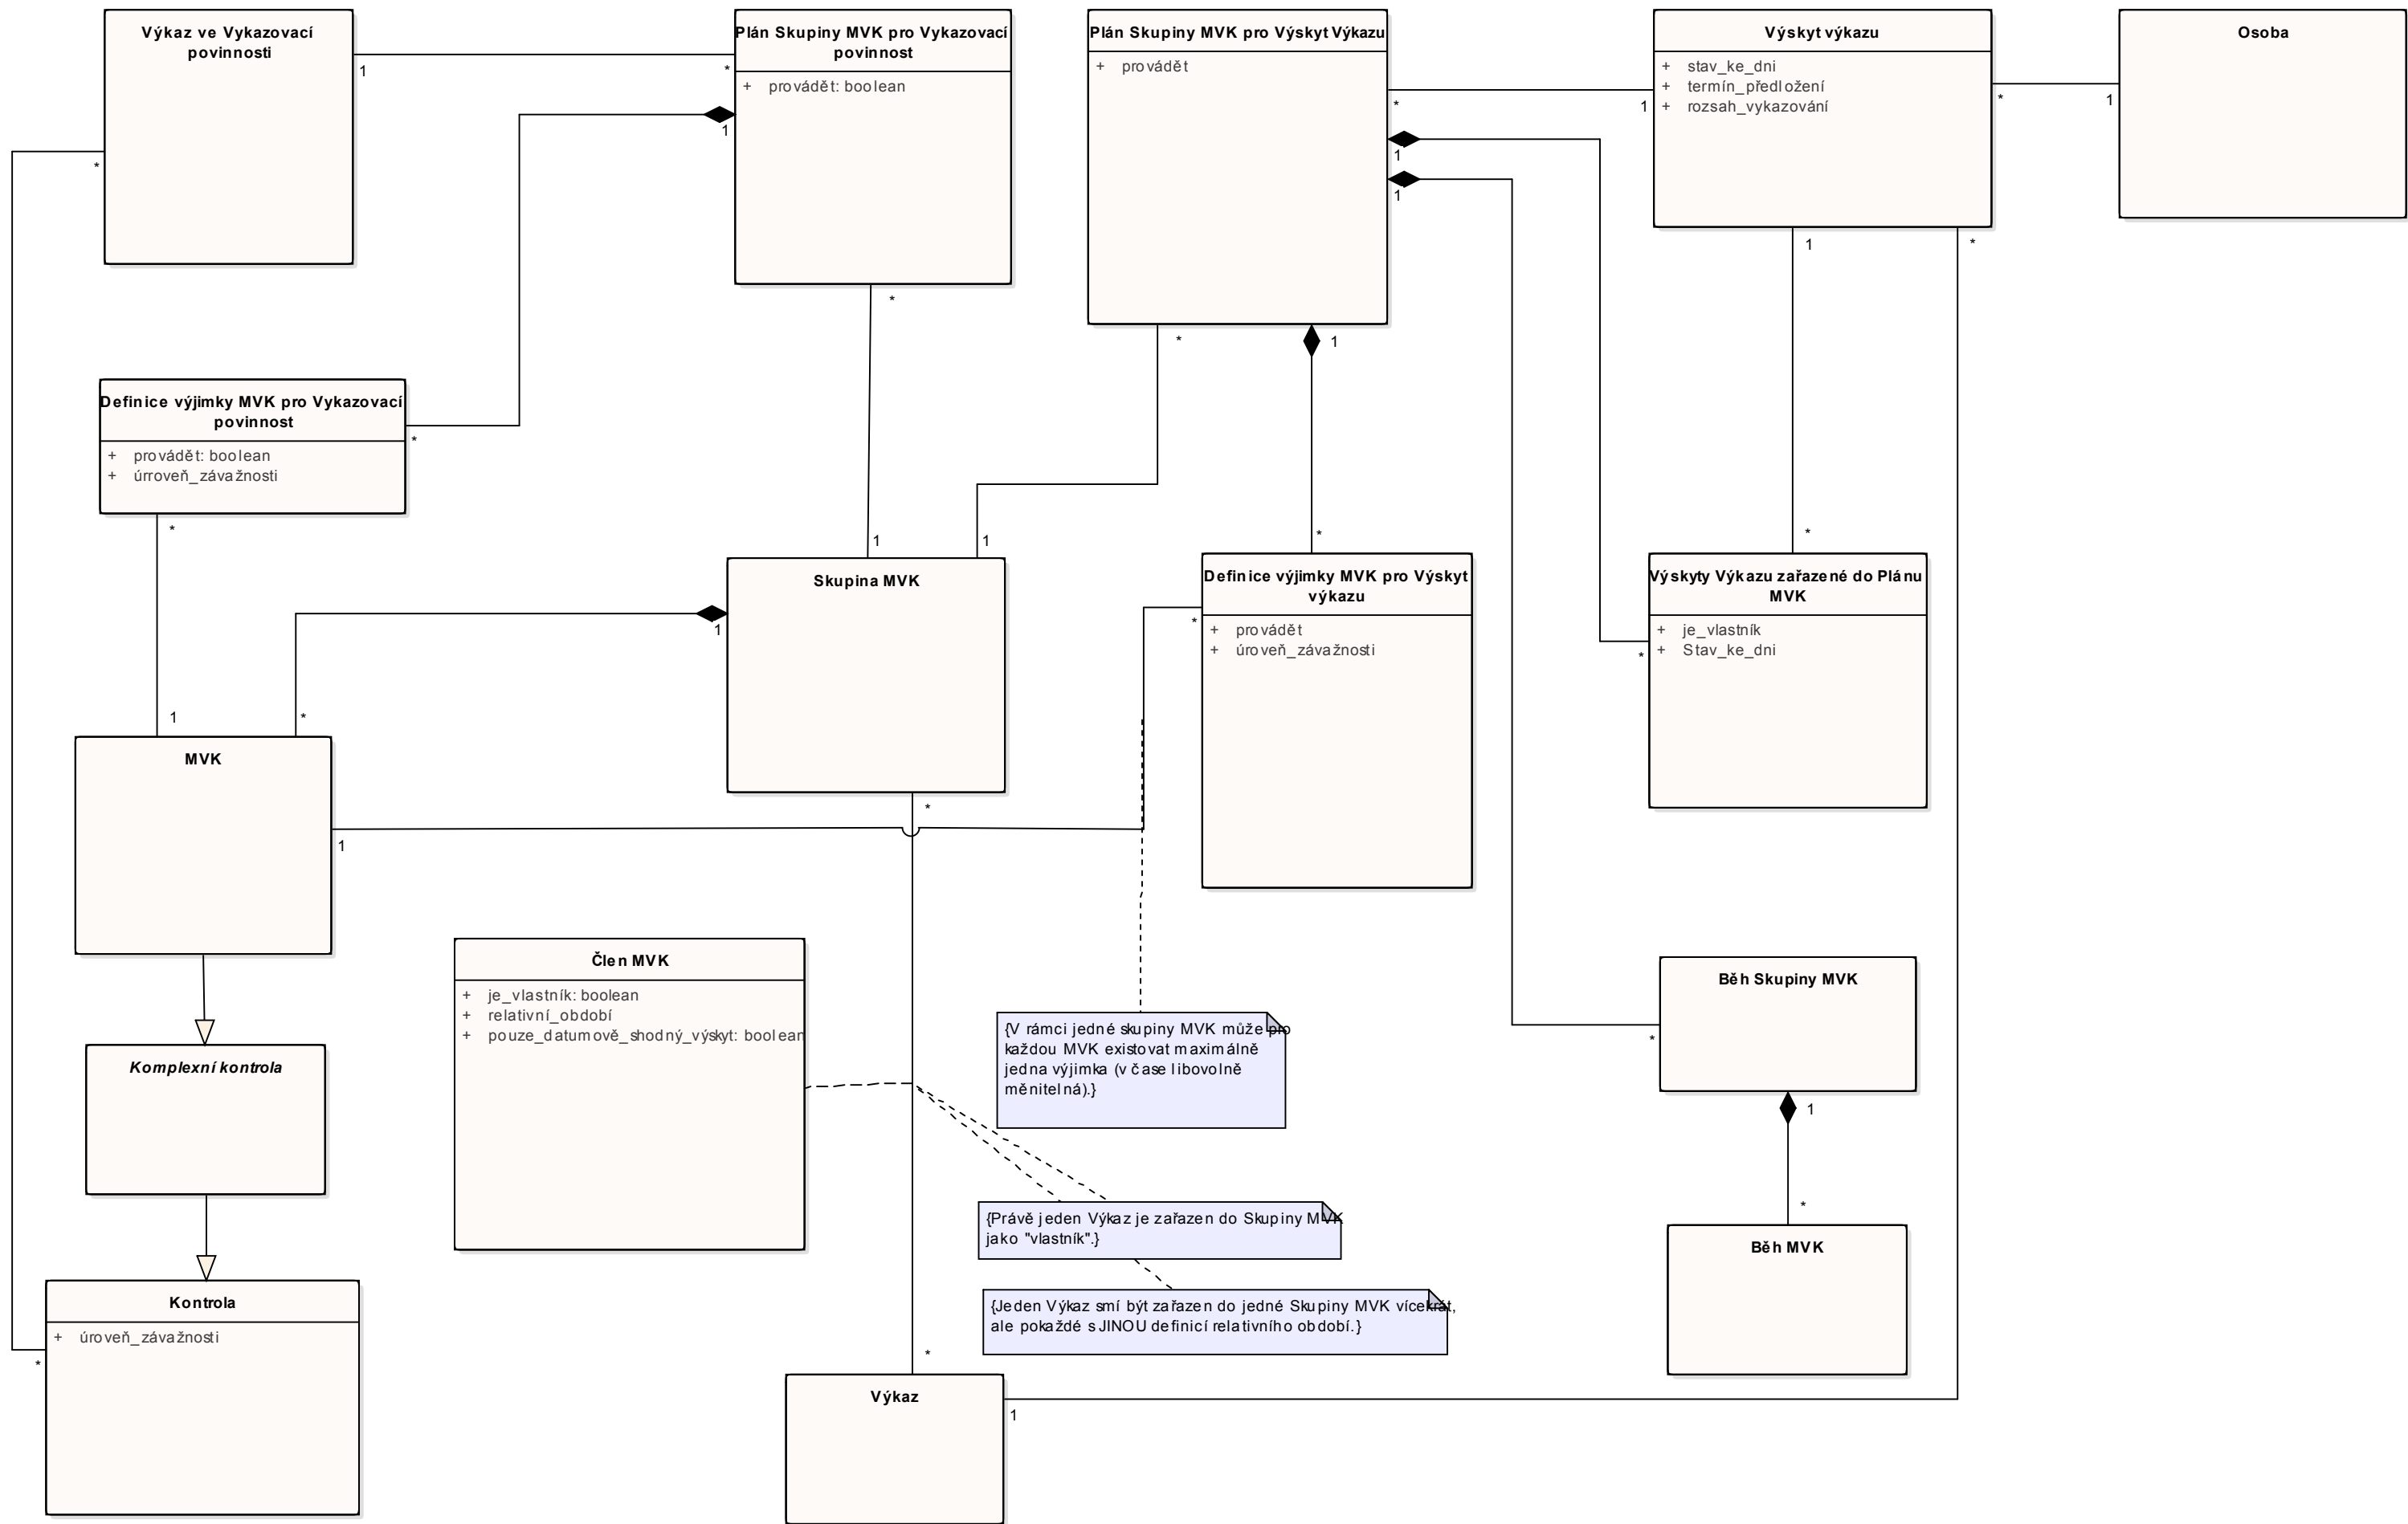 Výkaz ve Vykazovací
povinnosti
Plán Skupiny MVK pro Vykazovací
povinnost
+ provádět: boolean
Plán Skupiny MVK pro Výskyt Výkazu
+ provádět
Výskyt výkazu
+ stav_ke_dni
+ termín_předložení
+ rozsah_vykazování
Osoba
1
*
1
*
*
1
1
1
*
1
*
1
*
*
*
1
Definice výjimky MVK pro Vykazovací
povinnost
+ provádět: boolean
+ úrroveň_závažnosti
*
*
1
1
*
*
Skupina MVK
1
Definice výjimky MVK pro Výskyt
výkazu
+ provádět
+ úroveň_závažnosti
*
Výskyty Výkazu zařazené do Plánu
MVK
+ je_vlastník
+ Stav_ke_dni
*
1
*
MVK
*
1
Člen MVK
+ je_vlastník: boolean
+ relativní_období
+ pouze_datumově_shodný_výskyt: boolean
Běh Skupiny MVK
*
1
*
{V rámci jedné skupiny MVK může pro
každou MVK existovat maximálně
jedna výjimka (v čase libovolně
měnitelná).}
Komplexní kontrola
{Právě jeden Výkaz je zařazen do Skupiny MVK
jako "vlastník".}
Běh MVK
Kontrola
+ úroveň_závažnosti
*
{Jeden Výkaz smí být zařazen do jedné Skupiny MVK vícekrát,
ale pokaždé s JINOU definicí relativního období.}
*
Výkaz
1